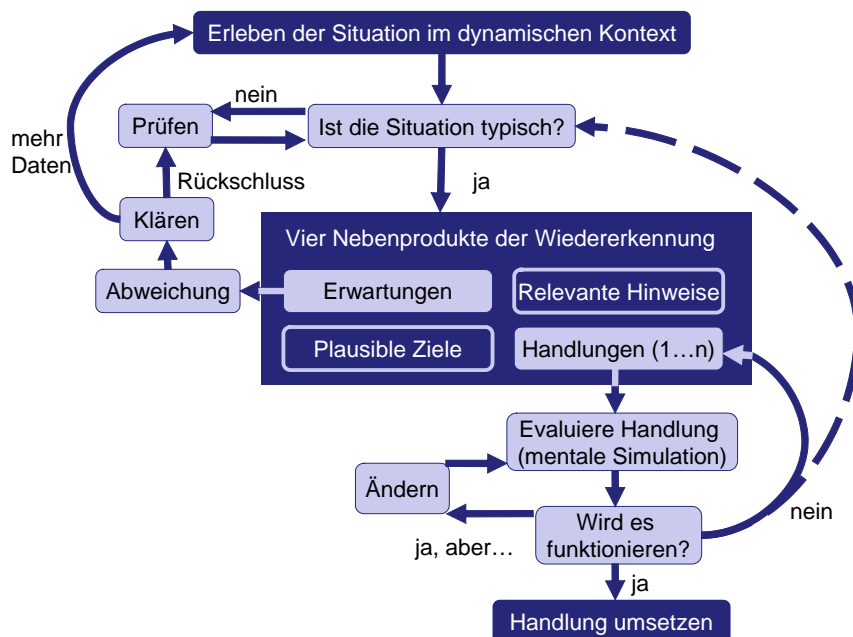 Erleben der Situation im dynamischen Kontext
nein
Prüfen
Ist die Situation typisch?
mehr
Daten
Rückschluss
ja
Klären
Vier Nebenprodukte der Wiedererkennung
Abweichung
Erwartungen
Relevante Hinweise
Plausible Ziele
Handlungen (1…n)
Evaluiere Handlung
(mentale Simulation)
Ändern
Wird es
funktionieren?
nein
ja, aber…
ja
Handlung umsetzen